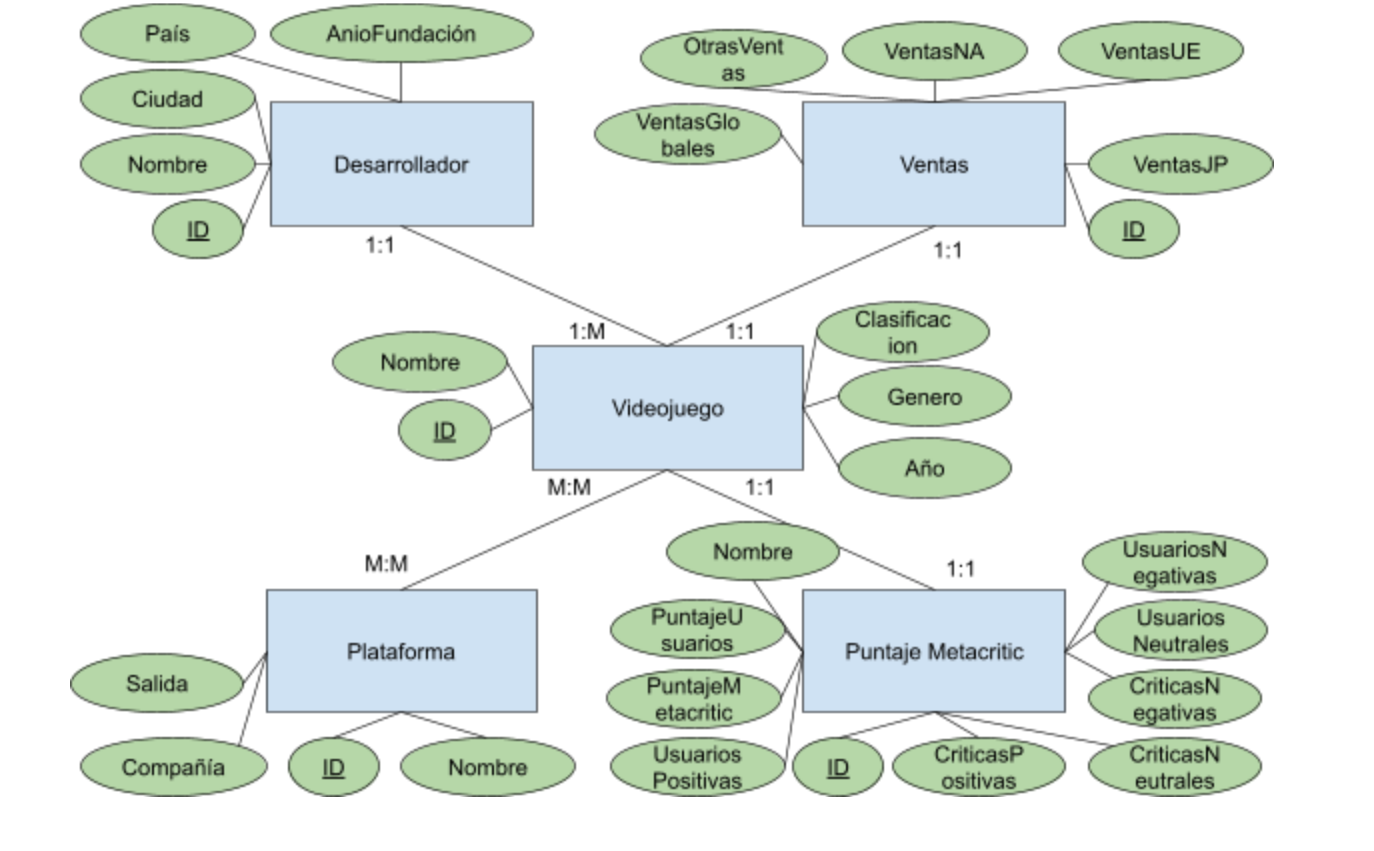 País
AnioFundación
OtrasVent
as
VentasNA
VentasUE
Ciudad
VentasGlo
bales
Nombre
Desarrollador
Ventas
VentasJP
ID
ID
1:1
1:1
1:M
1:1
Clasificac
ion
Nombre
Genero
Videojuego
ID
Año
M:M
1:1
Nombre
M:M
1:1
UsuariosN
egativas
PuntajeU
suarios
Usuarios
Neutrales
Plataforma
Puntaje Metacritic
Salida
PuntajeM
etacritic
CriticasN
egativas
Compañía
ID
Nombre
Usuarios
Positivas
ID
CriticasP
ositivas
CriticasN
eutrales